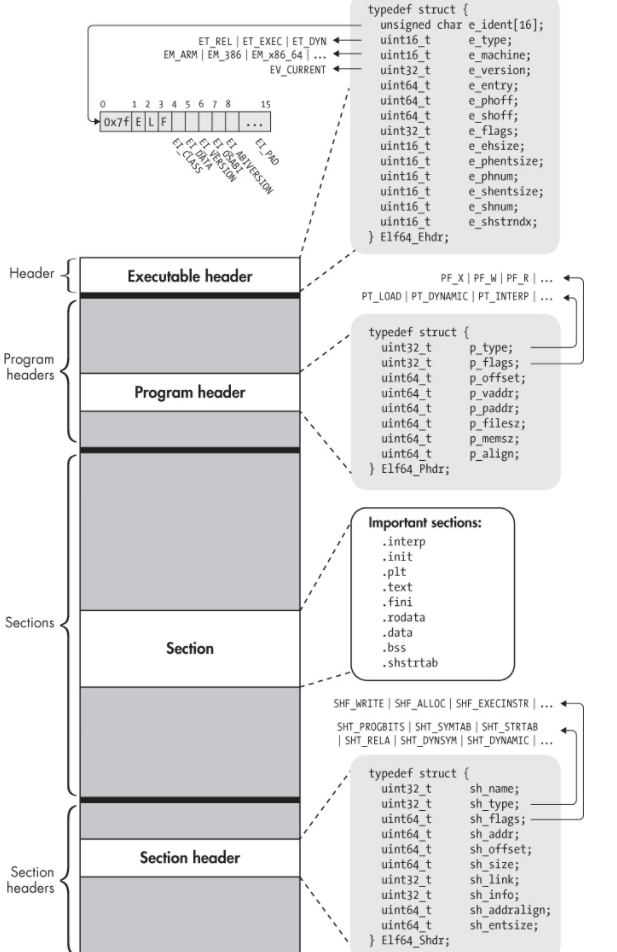 typedef struct {
unsigned char e_ident[16];
uint16_t e_type;
uint16_t e_machine;
uint32_t e_version;
uint64_t e_entry;
uint64_t e_phoff;
uint64_t e_shoff;
uint32_t e_flags;
uint16_t e_ehsize;
uint16_t e_phentsize;
uint16_t e_phnum;
uint16_t e_shentsize;
uint16_t e_shnum;
uint16_t e_shstrndx;
} Elf64_Ehdr;
ET_REL | ET_EXEC | ET_DYN
EM_ARM | EM_386 | EM_x86_64 | ...
EV_CURRENT
0 1 2 3 4 5 6 7 8 15
0x7f E L F ...
EI_CLASS
EI_DATA
EI_VERSION
EI_OSABI
EI_ABIVERSION
EI_PAD
Header
Executable header
PF_X | PF_W | PF_R | ...
PT_LOAD | PT_DYNAMIC | PT_INTERP | ...
Program
headers
Program header
typedef struct {
uint32_t p_type;
uint32_t p_flags;
uint64_t p_offset;
uint64_t p_vaddr;
uint64_t p_paddr;
uint64_t p_filesz;
uint64_t p_memsz;
uint64_t p_align;
} Elf64_Phdr;
Important sections:
.interp
.init
.plt
.text
.fini
.rodata
.data
.bss
.shstrtab
Sections
Section
SHF_WRITE | SHF_ALLOC | SHF_EXECINSTR | ...
SHT_PROGBITS | SHT_SYMTAB | SHT_STRTAB
| SHT_RELA | SHT_DYNSYM | SHT_DYNAMIC | ...
typedef struct {
uint32_t sh_name;
uint32_t sh_type;
uint64_t sh_flags;
uint64_t sh_addr;
uint64_t sh_offset;
uint64_t sh_size;
uint32_t sh_link;
uint32_t sh_info;
uint64_t sh_addralign;
uint64_t sh_entsize;
} Elf64_Shdr;
Section
headers
Section header